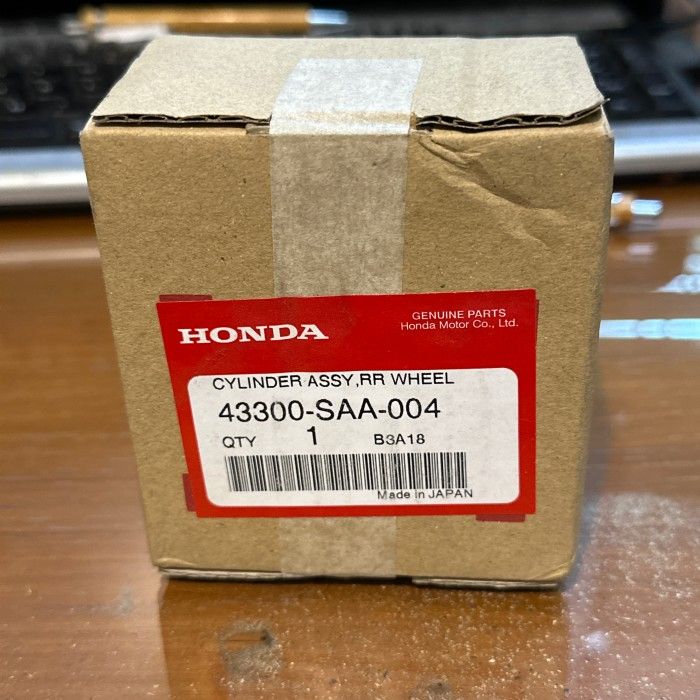 HONDA
GENUINE PARTS
Honda Motor Co., Ltd.
CYLINDER ASSY,RR WHEEL
43300-SAA-004
QTY 1 B3A18
Made in JAPAN